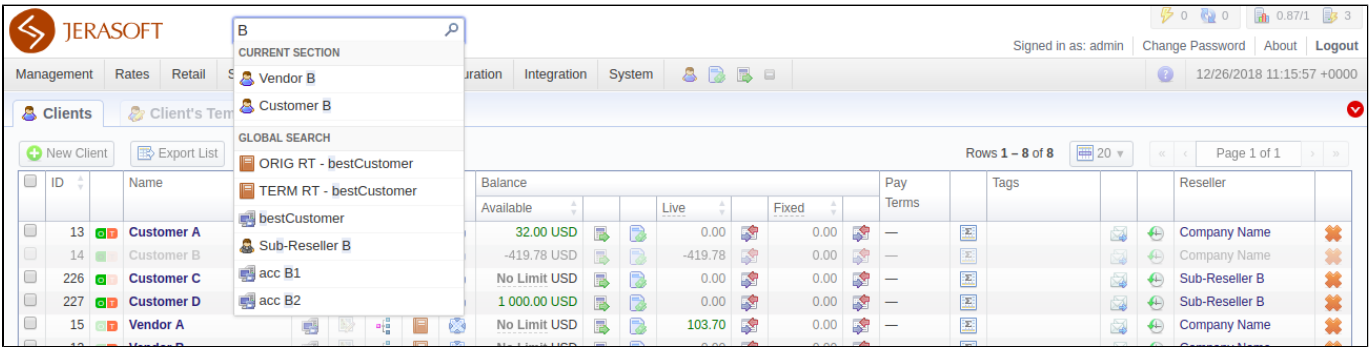 0 0 0.87/1 3
JERASOFT B
Signed in as: admin Change Password About Logout
CURRENT SECTION
Management Rates Retail S uration Integration System 12/26/2018 11:15:57 +0000
Vendor B
Customer B
Clients Client's Tem
GLOBAL SEARCH
New Client Export List Rows 1 – 8 of 8 20 Page 1 of 1
ORIG RT - bestCustomer
TERM RT - bestCustomer
bestCustomer
Sub-Reseller B
acc B1
acc B2
ID Name Balance Pay Terms Tags Reseller
Available Live Fixed
13 Customer A 32.00 USD 0.00 0.00 — Company Name
14 Customer B -419.78 USD -419.78 0.00 — Company Name
226 Customer C No Limit USD 0.00 0.00 — Sub-Reseller B
227 Customer D 1 000.00 USD 0.00 0.00 — Sub-Reseller B
15 Vendor A No Limit USD 103.70 0.00 — Company Name